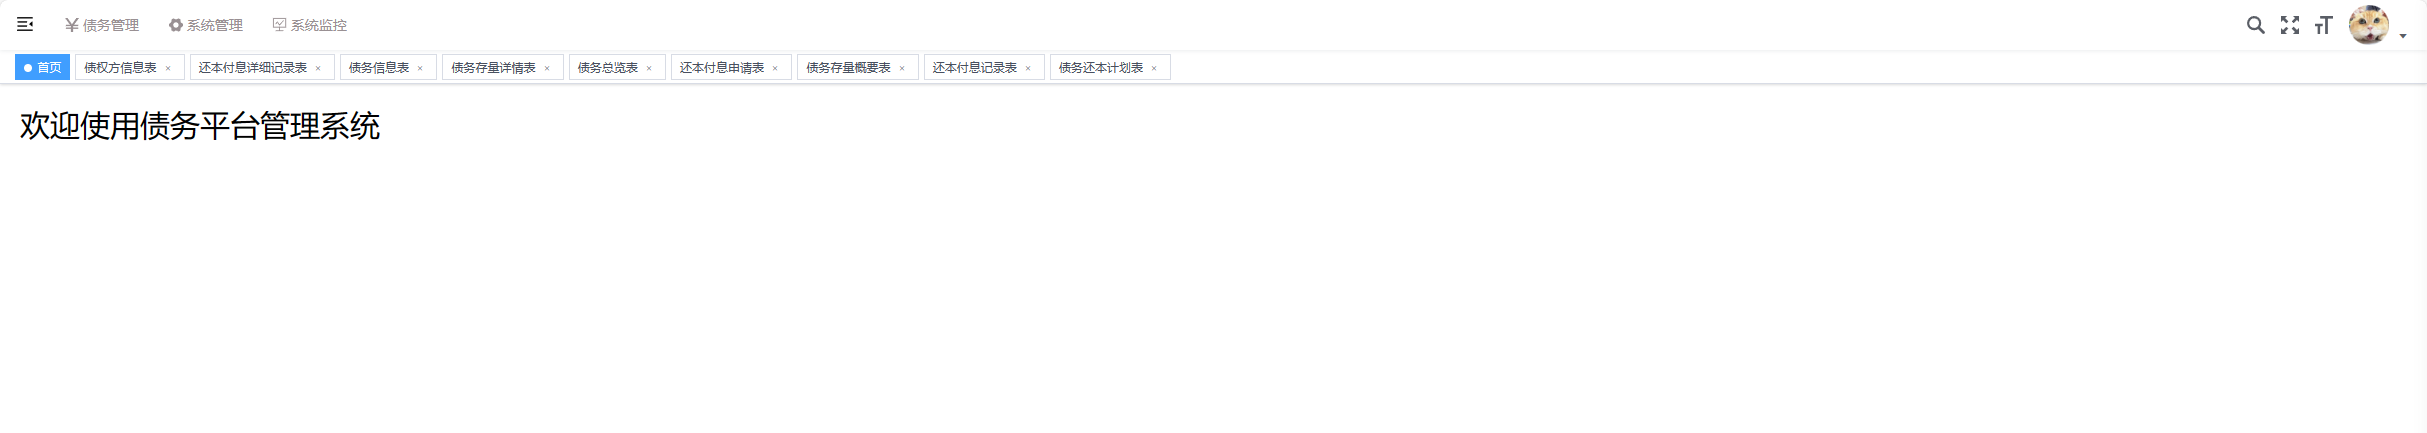 债务管理 系统管理 系统监控
首页 债权方信息表 还本付息详细记录表 债务信息表 债务存量详情表 债务总览表 还本付息申请表 债务存量概要表 还本付息记录表 债务还本计划表
欢迎使用债务平台管理系统